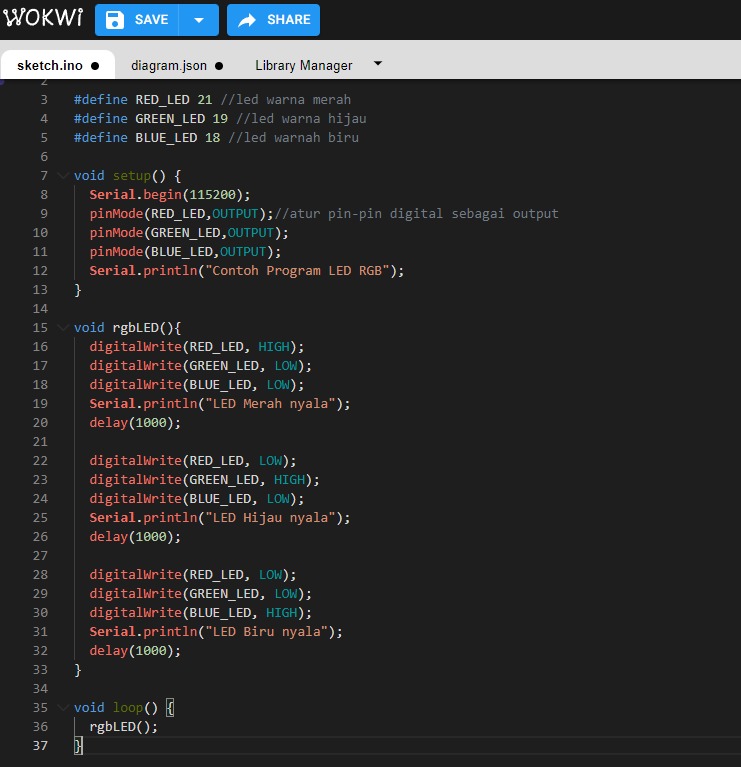 WOKWI SAVE SHARE
sketch.ino ● diagram.json ● Library Manager
2
3 #define RED_LED 21 //led warna merah
4 #define GREEN_LED 19 //led warna hijau
5 #define BLUE_LED 18 //led warnah biru
6
7 void setup() {
8 Serial.begin(115200);
9 pinMode(RED_LED,OUTPUT);//atur pin-pin digital sebagai output
10 pinMode(GREEN_LED,OUTPUT);
11 pinMode(BLUE_LED,OUTPUT);
12 Serial.println("Contoh Program LED RGB");
13 }
14
15 void rgbLED(){
16 digitalWrite(RED_LED, HIGH);
17 digitalWrite(GREEN_LED, LOW);
18 digitalWrite(BLUE_LED, LOW);
19 Serial.println("LED Merah nyala");
20 delay(1000);
21
22 digitalWrite(RED_LED, LOW);
23 digitalWrite(GREEN_LED, HIGH);
24 digitalWrite(BLUE_LED, LOW);
25 Serial.println("LED Hijau nyala");
26 delay(1000);
27
28 digitalWrite(RED_LED, LOW);
29 digitalWrite(GREEN_LED, LOW);
30 digitalWrite(BLUE_LED, HIGH);
31 Serial.println("LED Biru nyala");
32 delay(1000);
33 }
34
35 void loop() {
36 rgbLED();
37 }